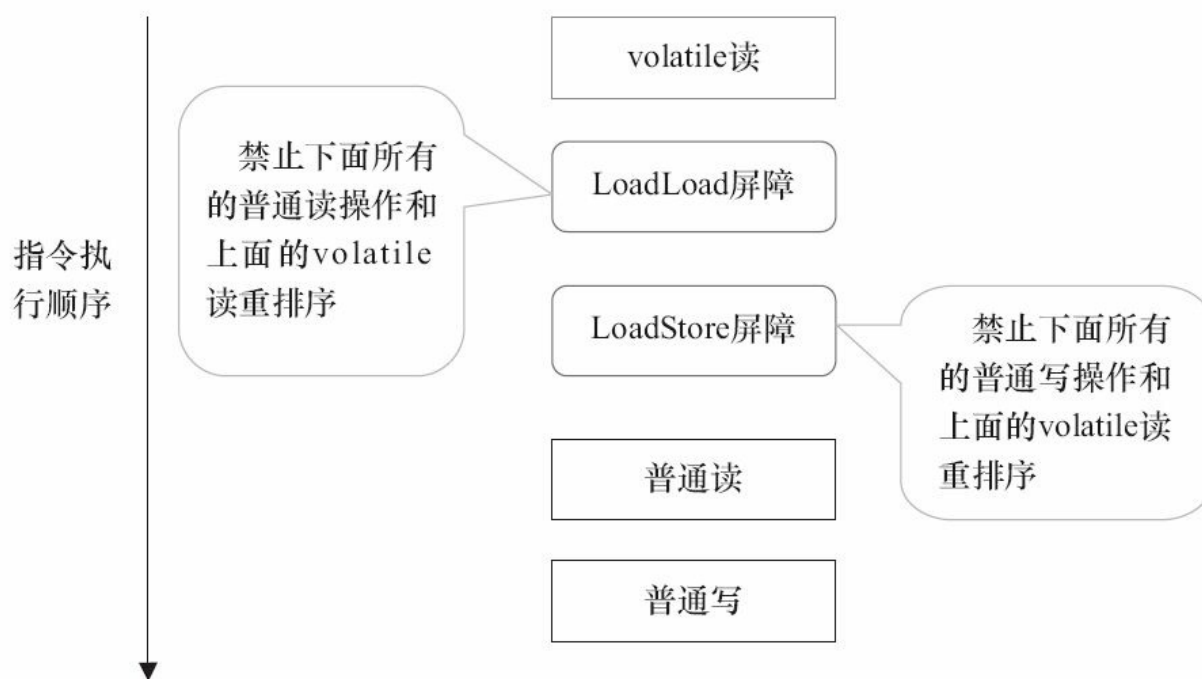 volatile读
禁止下面所有
的普通读操作和
上面的volatile
读重排序
LoadLoad屏障
指令执
行顺序
LoadStore屏障
禁止下面所有
的普通写操作和
上面的volatile读
重排序
普通读
普通写